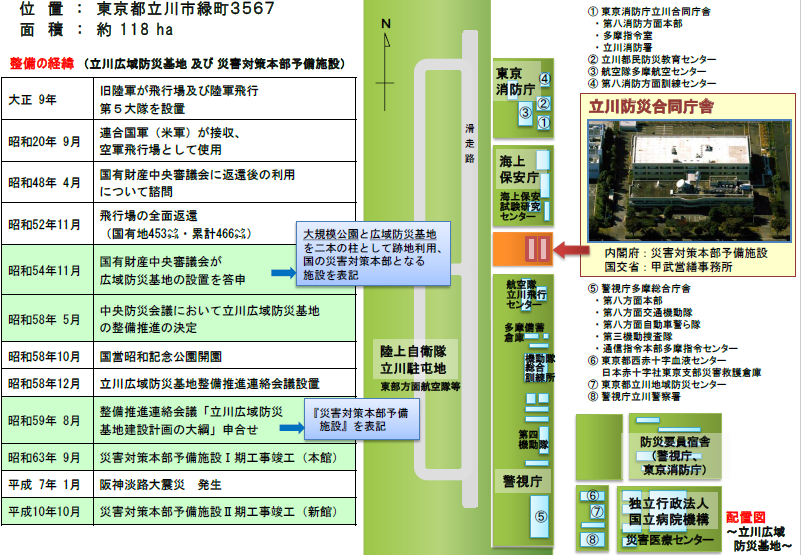 位 置 ： 東京都立川市緑町3567
面 積 ： 約 118 ha
整備の経緯 （立川広域防災基地 及び 災害対策本部予備施設）
大正 9年
旧陸軍が飛行場及び陸軍飛行
第５大隊を設置
昭和20年 9月
連合国軍（米軍）が接収、
空軍飛行場として使用
昭和48年 4月
国有財産中央審議会に返還後の利用
について諮問
昭和52年11月
飛行場の全面返還
（国有地453㌶・累計466㌶）
昭和54年11月
国有財産中央審議会が
広域防災基地の設置を答申
昭和58年 5月
中央防災会議において立川広域防災基地
の整備推進の決定
昭和58年10月
国営昭和記念公園開園
昭和58年12月
立川広域防災基地整備推進連絡会議設置
昭和59年 8月
整備推進連絡会議「立川広域防災
基地建設計画の大綱」申合せ
昭和63年 9月
災害対策本部予備施設Ⅰ期工事竣工（本館）
平成 7年 1月
阪神淡路大震災 発生
平成10年10月
災害対策本部予備施設Ⅱ期工事竣工（新館）
大規模公園と広域防災基地
を二本の柱として跡地利用、
国の災害対策本部となる
施設を表記
『災害対策本部予備
施設』を表記
N
滑走路
陸上自衛隊
立川駐屯地
東部方面航空隊等
東京
消防庁
④
②
③
①
海上
保安庁
海上保安
試験研究
センター
航空隊
立川飛行
センター
多摩備蓄
倉庫
機動隊
総合
訓練所
第四
機動隊
警視庁
⑤
① 東京消防庁立川合同庁舎
・第八消防方面本部
・多摩指令室
・立川消防署
② 立川都民防災教育センター
③ 航空隊多摩航空センター
④ 第八消防方面訓練センター
立川防災合同庁舎
内閣府：災害対策本部予備施設
国交省：甲武営繕事務所
⑤ 警視庁多摩総合庁舎
・第八方面本部
・第八方面交通機動隊
・第八方面自動車警ら隊
・第三機動捜査隊
・通信指令本部多摩指令センター
⑥ 東京都西赤十字血液センター
日本赤十字社東京支部災害救護倉庫
⑦ 東京都立川地域防災センター
⑧ 警視庁立川警察署
防災要員宿舎
（警視庁、
東京消防庁）
⑥
⑦
⑧
独立行政法人
国立病院機構
災害医療センター
配置図
～立川広域
防災基地～